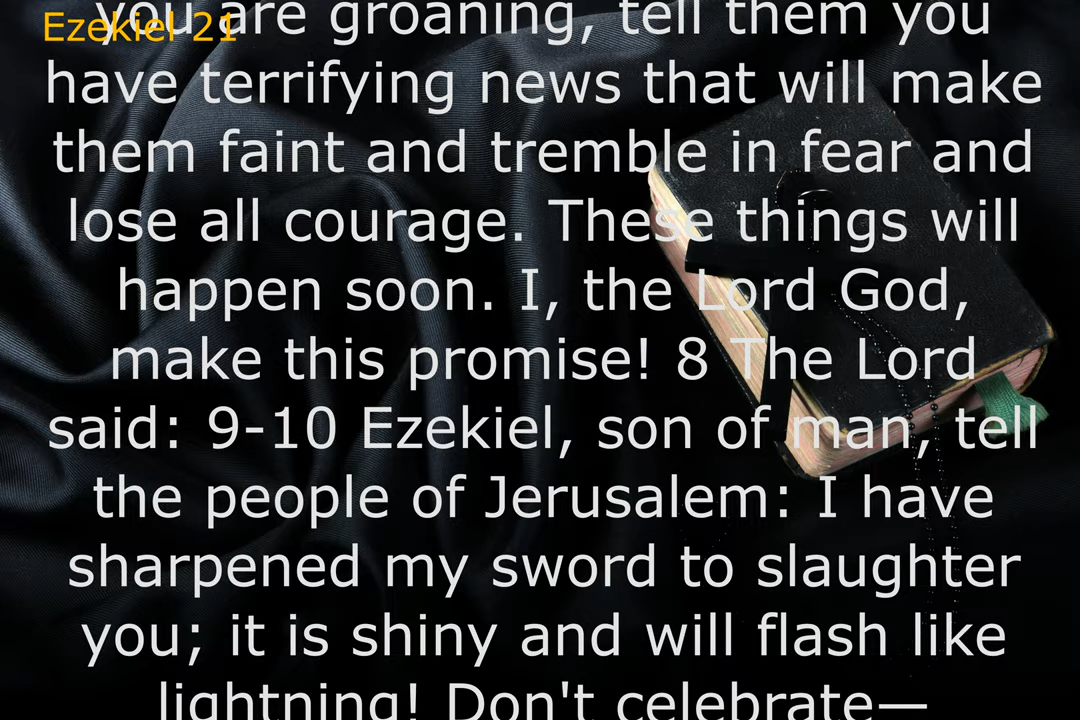 Ezekiel 21
you are groaning, tell them you
have terrifying news that will make
them faint and tremble in fear and
lose all courage. These things will
happen soon. I, the Lord God,
make this promise! 8 The Lord
said: 9-10 Ezekiel, son of man, tell
the people of Jerusalem: I have
sharpened my sword to slaughter
you; it is shiny and will flash like
lightning! Don't celebrate—